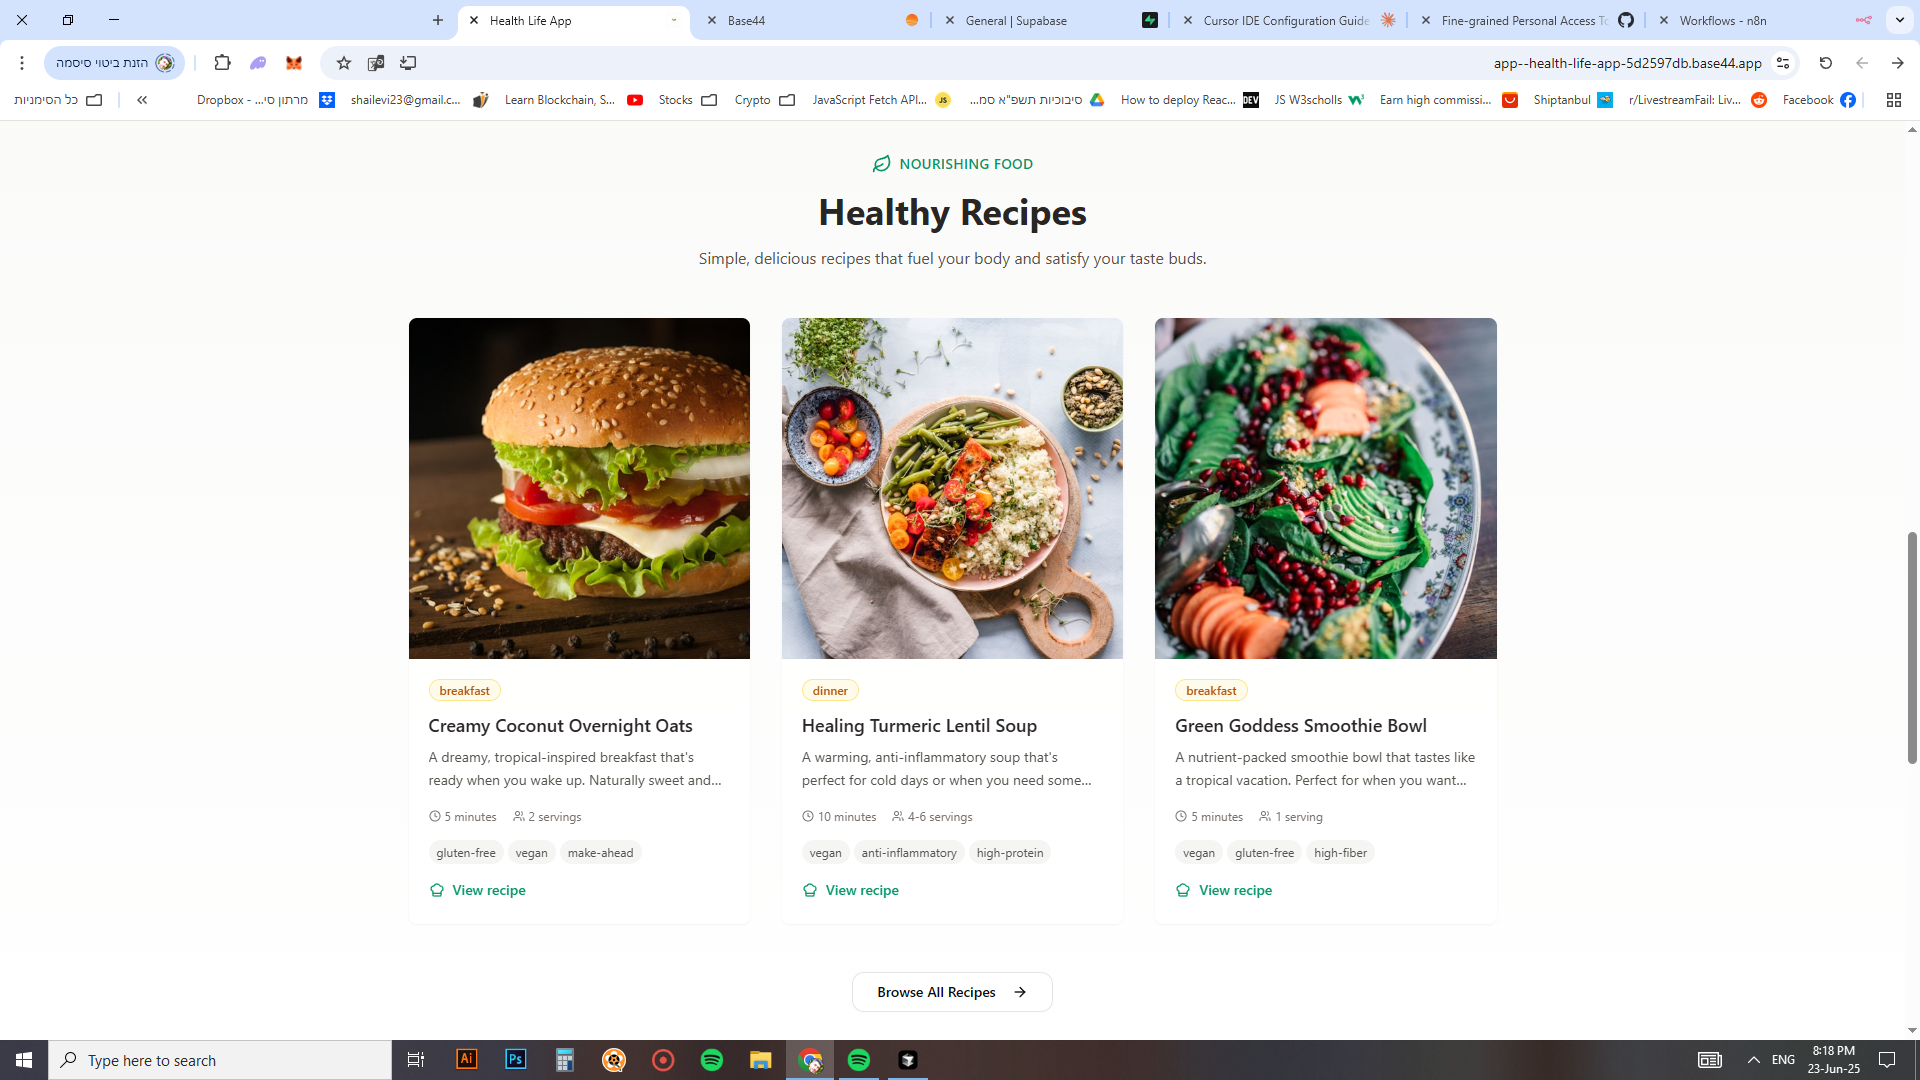 Health Life App
Base44
General | Supabase
Cursor IDE Configuration Guide
Fine-grained Personal Access To
Workflows - n8n
הזנת ביטוי סיסמה
app--health-life-app-5d2597db.base44.app
כל הסימניות
Dropbox - ...מרתון סי
shailevi23@gmail.c...
Learn Blockchain, S...
Stocks
Crypto
JavaScript Fetch API...
סיבוכיות תשפ"א סמ...
How to deploy Reac...
JS W3scholls
Earn high commissi...
Shiptanbul
r/LivestreamFail: Liv...
Facebook
NOURISHING FOOD
Healthy Recipes
Simple, delicious recipes that fuel your body and satisfy your taste buds.
breakfast
Creamy Coconut Overnight Oats
A dreamy, tropical-inspired breakfast that's
ready when you wake up. Naturally sweet and...
5 minutes
2 servings
gluten-free
vegan
make-ahead
View recipe
dinner
Healing Turmeric Lentil Soup
A warming, anti-inflammatory soup that's
perfect for cold days or when you need some...
10 minutes
4-6 servings
vegan
anti-inflammatory
high-protein
View recipe
breakfast
Green Goddess Smoothie Bowl
A nutrient-packed smoothie bowl that tastes like
a tropical vacation. Perfect for when you want...
5 minutes
1 serving
vegan
gluten-free
high-fiber
View recipe
Browse All Recipes
Type here to search
Ai
Ps
ENG
8:18 PM
23-Jun-25